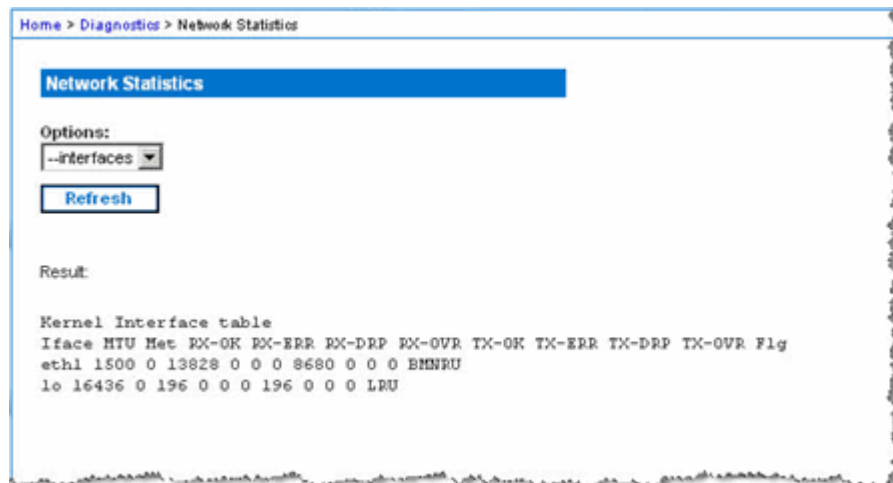 Home > Diagnostics > Network Statistics
Network Statistics
Options:
--interfaces
Refresh
Result:
Kernel Interface table
Iface MTU Met RX-OK RX-ERR RX-DRP RX-OVR TX-OK TX-ERR TX-DRP TX-OVR Flg
eth1 1500 0 13828 0 0 0 8680 0 0 0 BMNRU
lo 16436 0 196 0 0 0 196 0 0 0 LRU